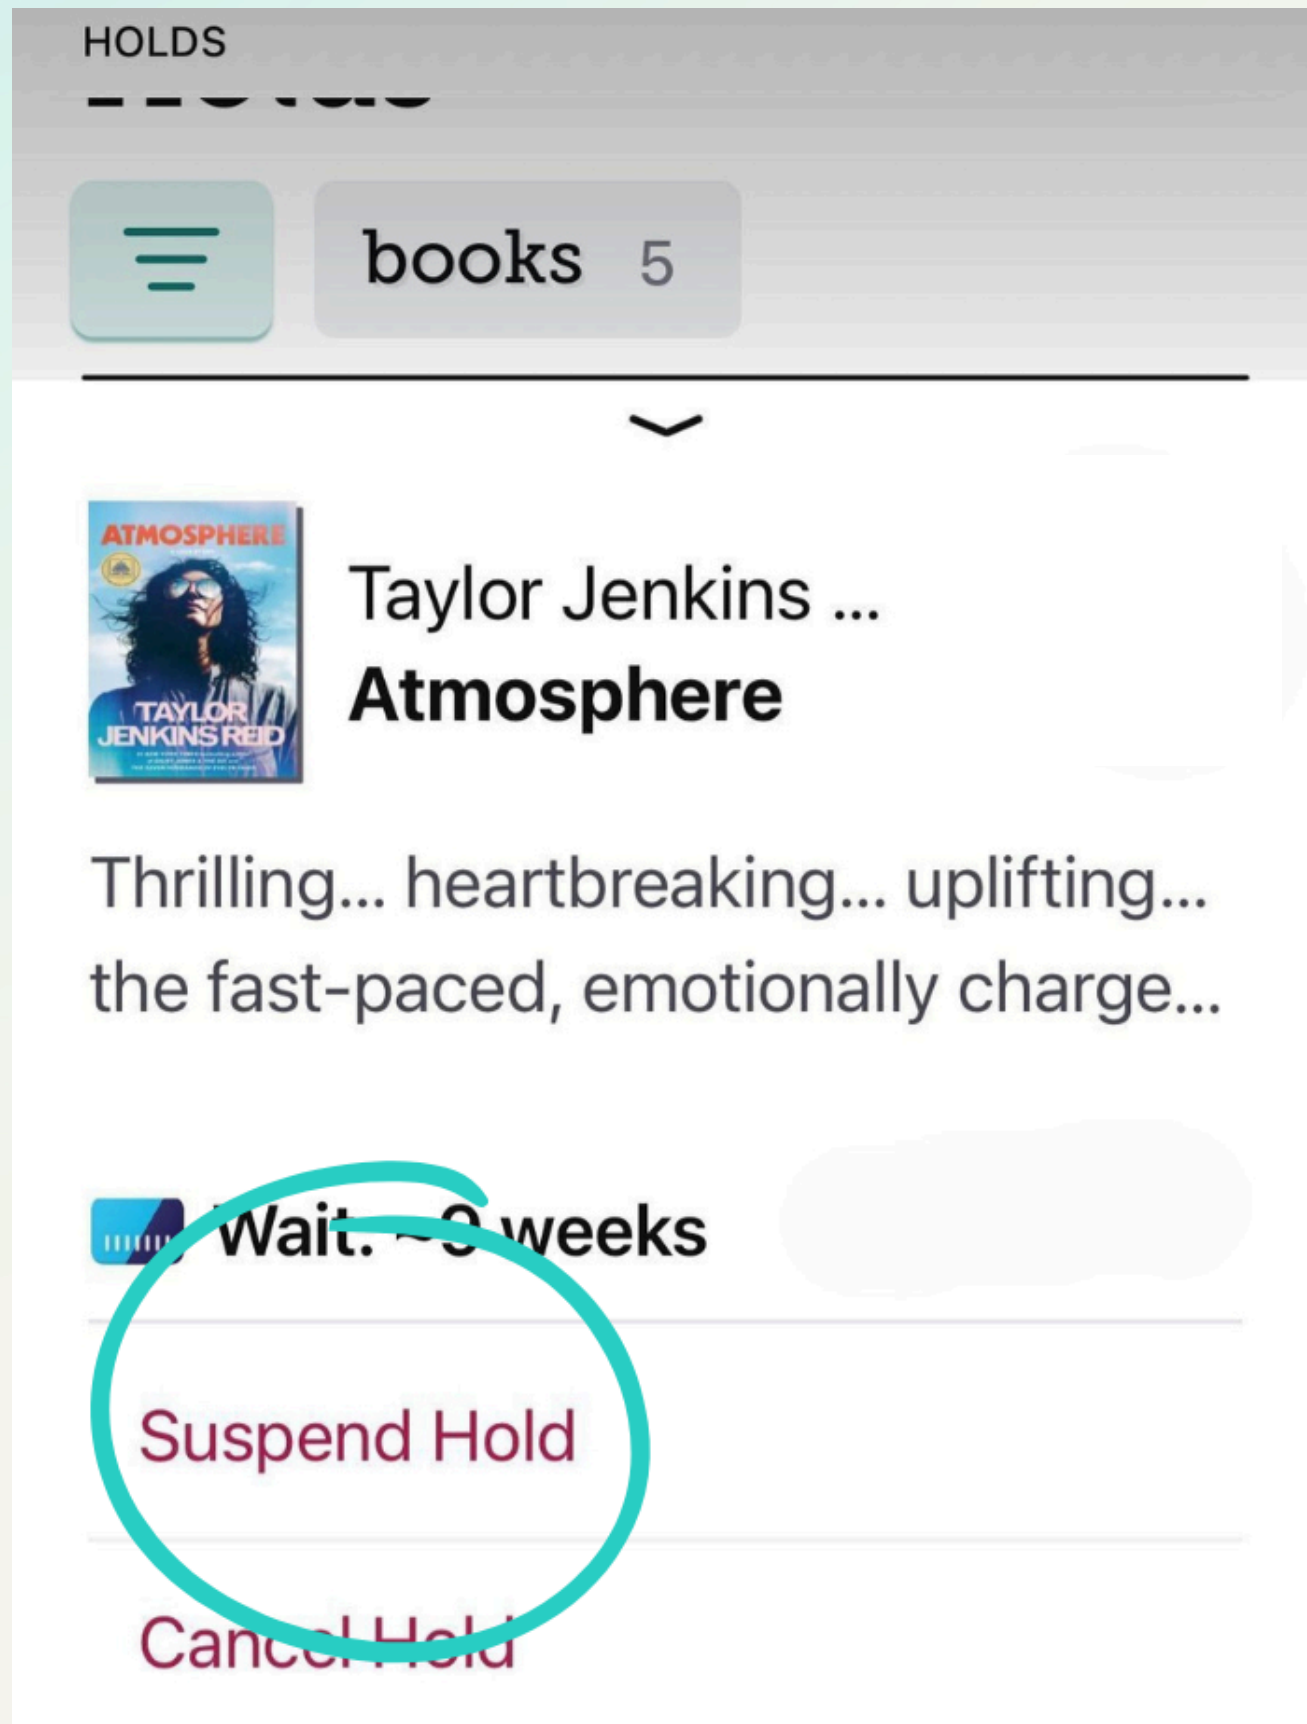 HOLDS
books 5
ATMOSPHERE
TAYLOR
JENKINS REID
Taylor Jenkins ...
Atmosphere
Thrilling... heartbreaking... uplifting...
the fast-paced, emotionally charge...
Wait: ~9 weeks
Suspend Hold
Cancel Hold